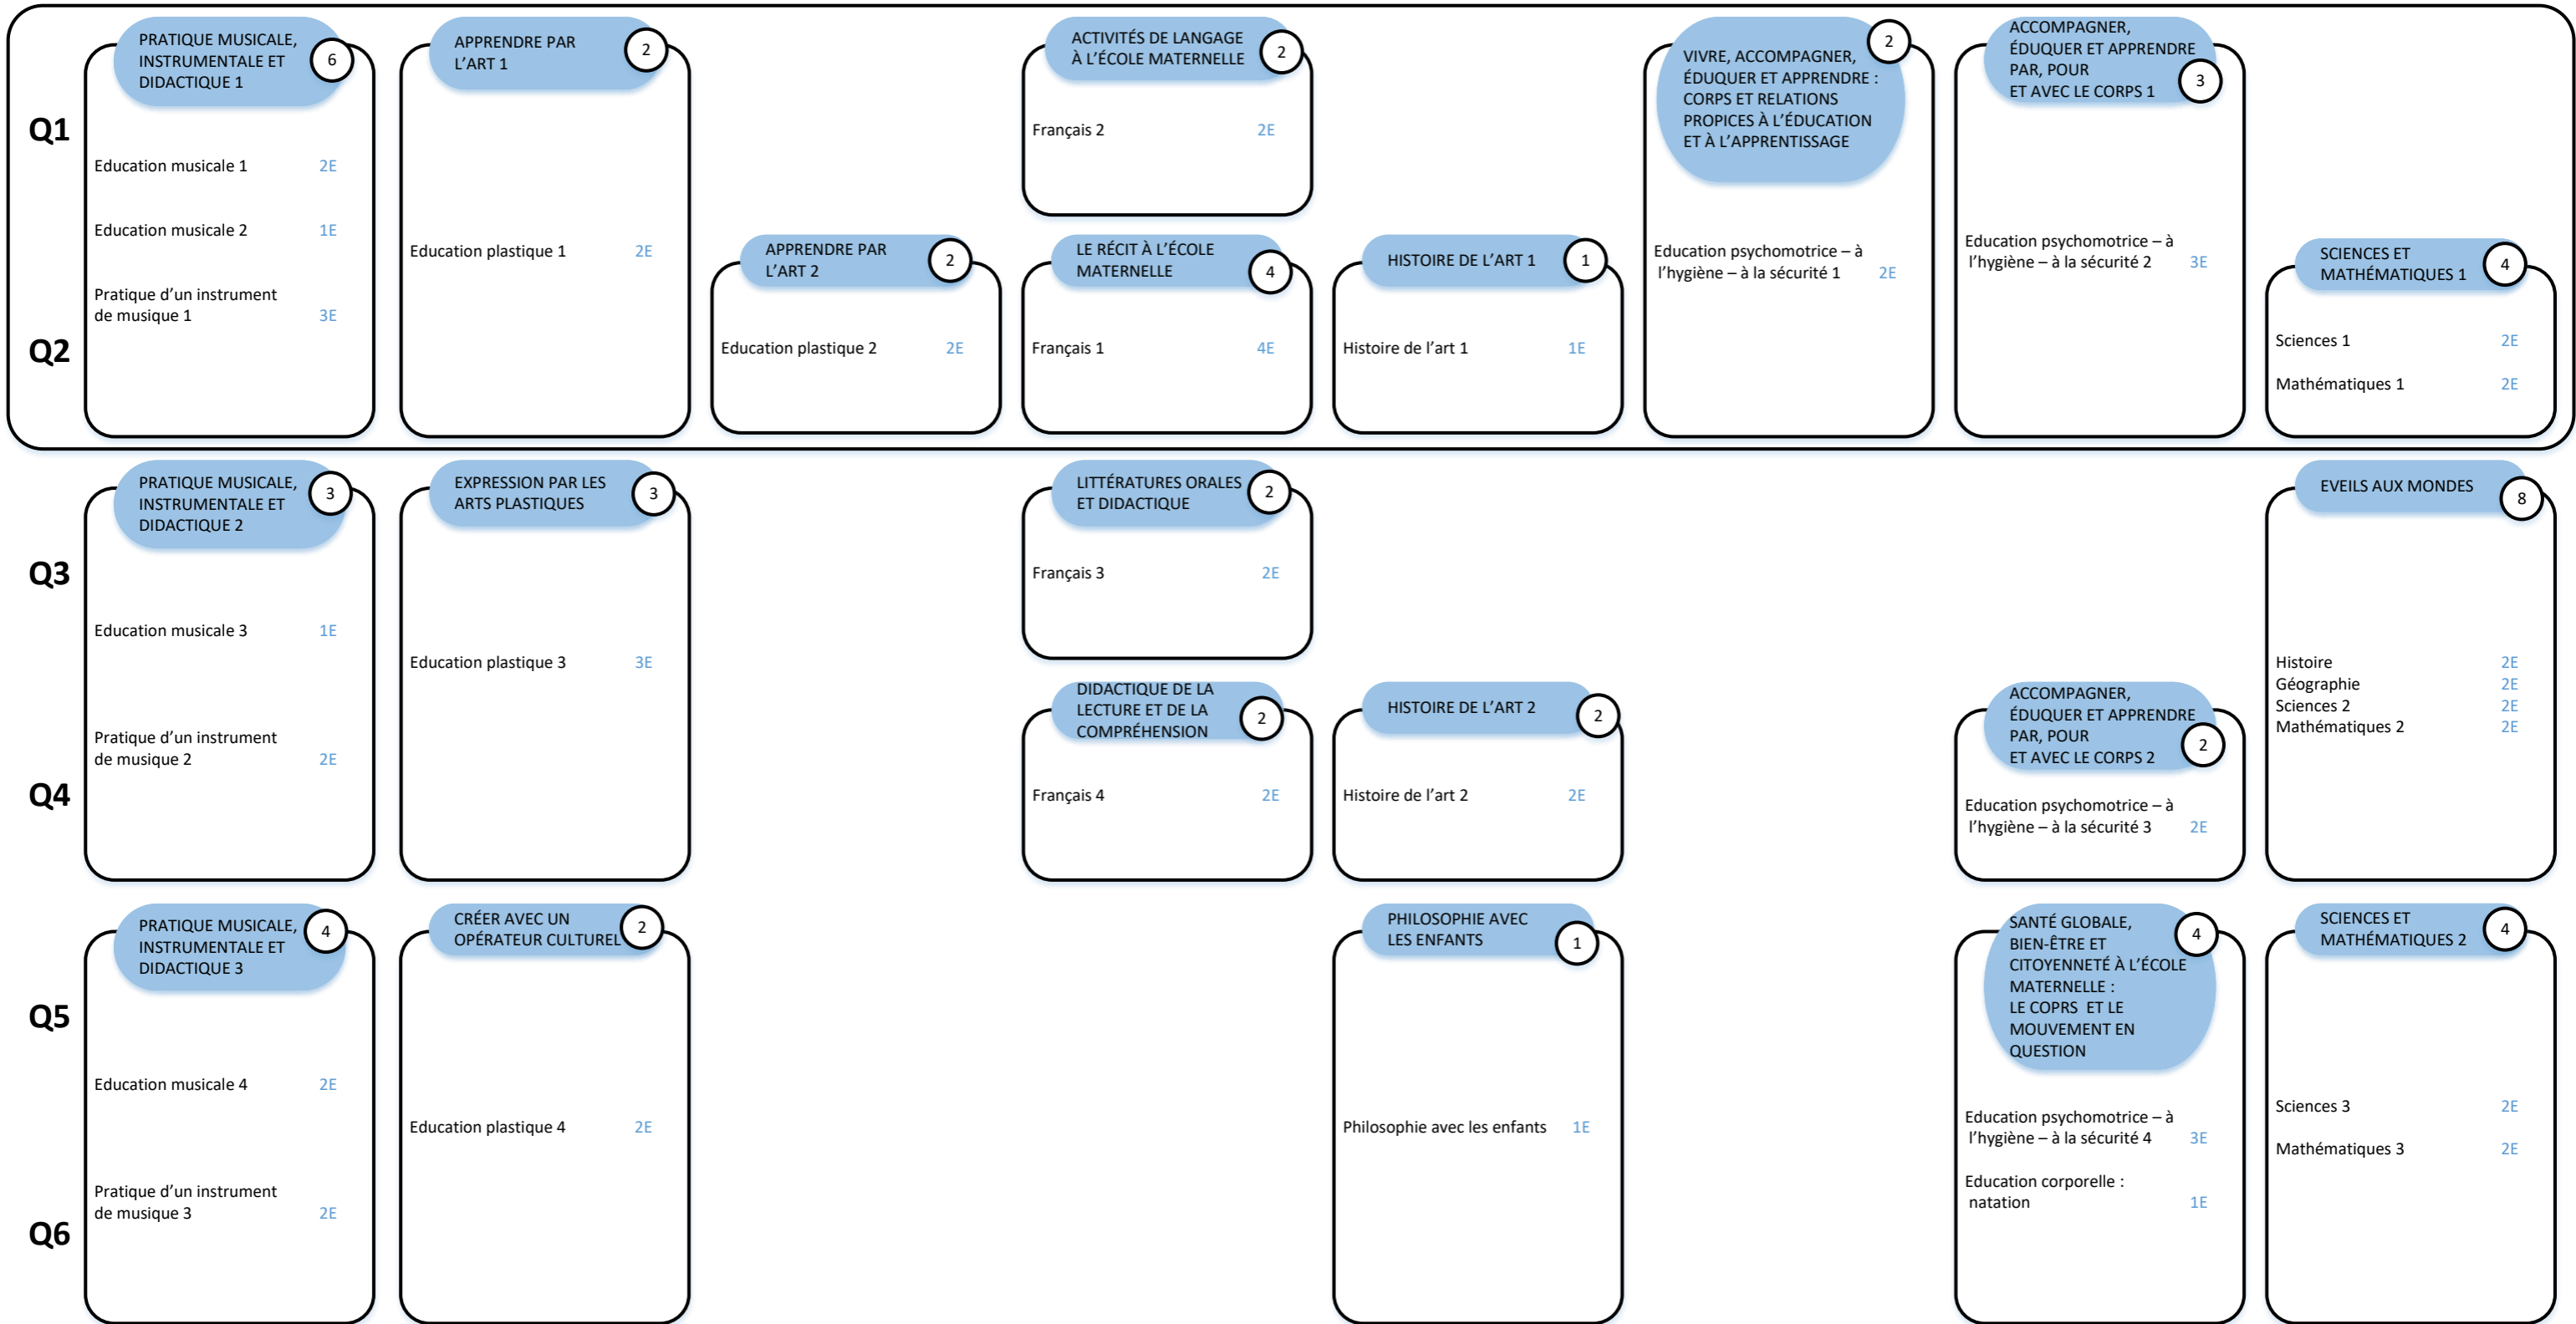 Q1
PRATIQUE MUSICALE,
INSTRUMENTALE ET
DIDACTIQUE 1
6
Education musicale 1 2E
Education musicale 2 1E
Pratique d’un instrument
de musique 1 3E
APPRENDRE PAR
L’ART 1
2
Education plastique 1 2E
ACTIVITÉS DE LANGAGE
À L’ÉCOLE MATERNELLE
2
Français 2 2E
VIVRE, ACCOMPAGNER,
ÉDUQUER ET APPRENDRE :
CORPS ET RELATIONS
PROPICES À L’ÉDUCATION
ET À L’APPRENTISSAGE
2
Education psychomotrice – à
l’hygiène – à la sécurité 1 2E
ACCOMPAGNER,
ÉDUQUER ET APPRENDRE
PAR, POUR
ET AVEC LE CORPS 1
3
Education psychomotrice – à
l’hygiène – à la sécurité 2 3E
Q2
APPRENDRE PAR
L’ART 2
2
Education plastique 2 2E
LE RÉCIT À L’ÉCOLE
MATERNELLE
4
Français 1 4E
HISTOIRE DE L’ART 1
1
Histoire de l’art 1 1E
SCIENCES ET
MATHÉMATIQUES 1
4
Sciences 1 2E
Mathématiques 1 2E
Q3
PRATIQUE MUSICALE,
INSTRUMENTALE ET
DIDACTIQUE 2
3
Education musicale 3 1E
Pratique d’un instrument
de musique 2 2E
EXPRESSION PAR LES
ARTS PLASTIQUES
3
Education plastique 3 3E
LITTÉRATURES ORALES
ET DIDACTIQUE
2
Français 3 2E
EVEILS AUX MONDES
8
Histoire 2E
Géographie 2E
Sciences 2 2E
Mathématiques 2 2E
Q4
DIDACTIQUE DE LA
LECTURE ET DE LA
COMPRÉHENSION
2
Français 4 2E
HISTOIRE DE L’ART 2
2
Histoire de l’art 2 2E
ACCOMPAGNER,
ÉDUQUER ET APPRENDRE
PAR, POUR
ET AVEC LE CORPS 2
2
Education psychomotrice – à
l’hygiène – à la sécurité 3 2E
Q5
PRATIQUE MUSICALE,
INSTRUMENTALE ET
DIDACTIQUE 3
4
Education musicale 4 2E
Pratique d’un instrument
de musique 3 2E
CRÉER AVEC UN
OPÉRATEUR CULTUREL
2
Education plastique 4 2E
PHILOSOPHIE AVEC
LES ENFANTS
1
Philosophie avec les enfants 1E
SANTÉ GLOBALE,
BIEN-ÊTRE ET
CITOYENNETÉ À L’ÉCOLE
MATERNELLE :
LE COPRS ET LE
MOUVEMENT EN
QUESTION
4
Education psychomotrice – à
l’hygiène – à la sécurité 4 3E
Education corporelle :
natation 1E
SCIENCES ET
MATHÉMATIQUES 2
4
Sciences 3 2E
Mathématiques 3 2E
Q6